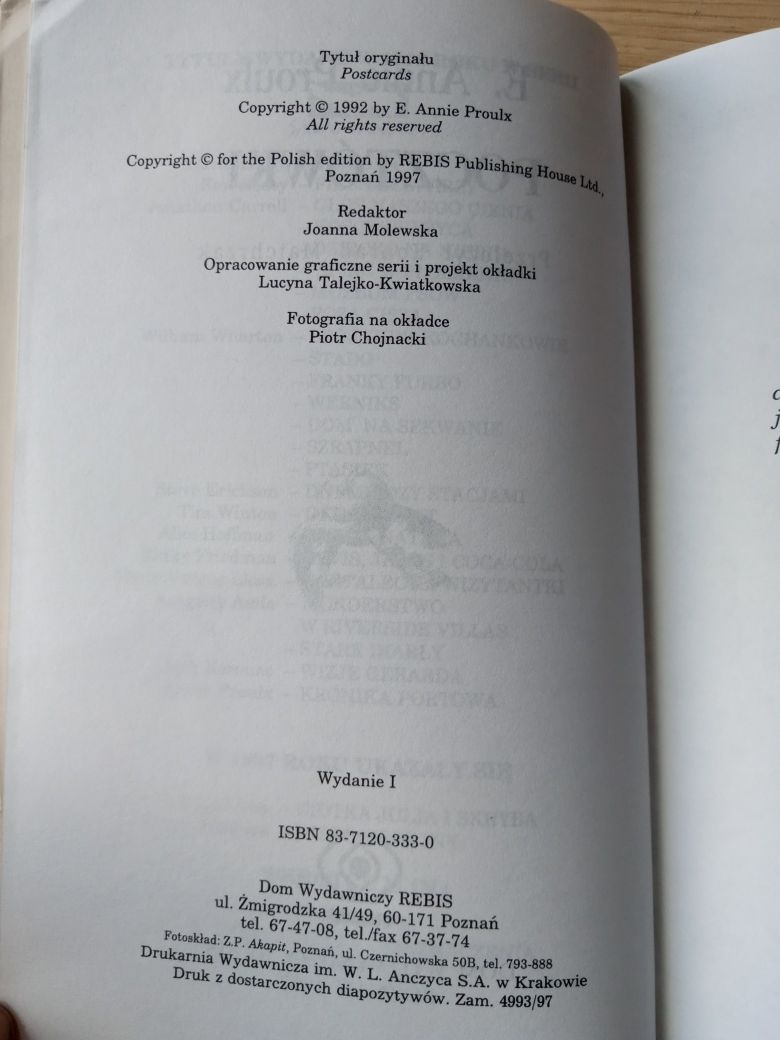 Tytuł oryginału
Postcards
Copyright © 1992 by E. Annie Proulx
All rights reserved
Copyright © for the Polish edition by REBIS Publishing House Ltd.,
Poznań 1997
Redaktor
Joanna Molewska
Opracowanie graficzne serii i projekt okładki
Lucyna Talejko-Kwiatkowska
Fotografia na okładce
Piotr Chojnacki
Wydanie I
ISBN 83-7120-333-0
Dom Wydawniczy REBIS
ul. Żmigrodzka 41/49, 60-171 Poznań
tel. 67-47-08, tel./fax 67-37-74
Fotoskład: Z.P. Akapit, Poznań, ul. Czernichowska 50B, tel. 793-888
Drukarnia Wydawnicza im. W. L. Anczyca S.A. w Krakowie
Druk z dostarczonych diapozytywów. Zam. 4993/97